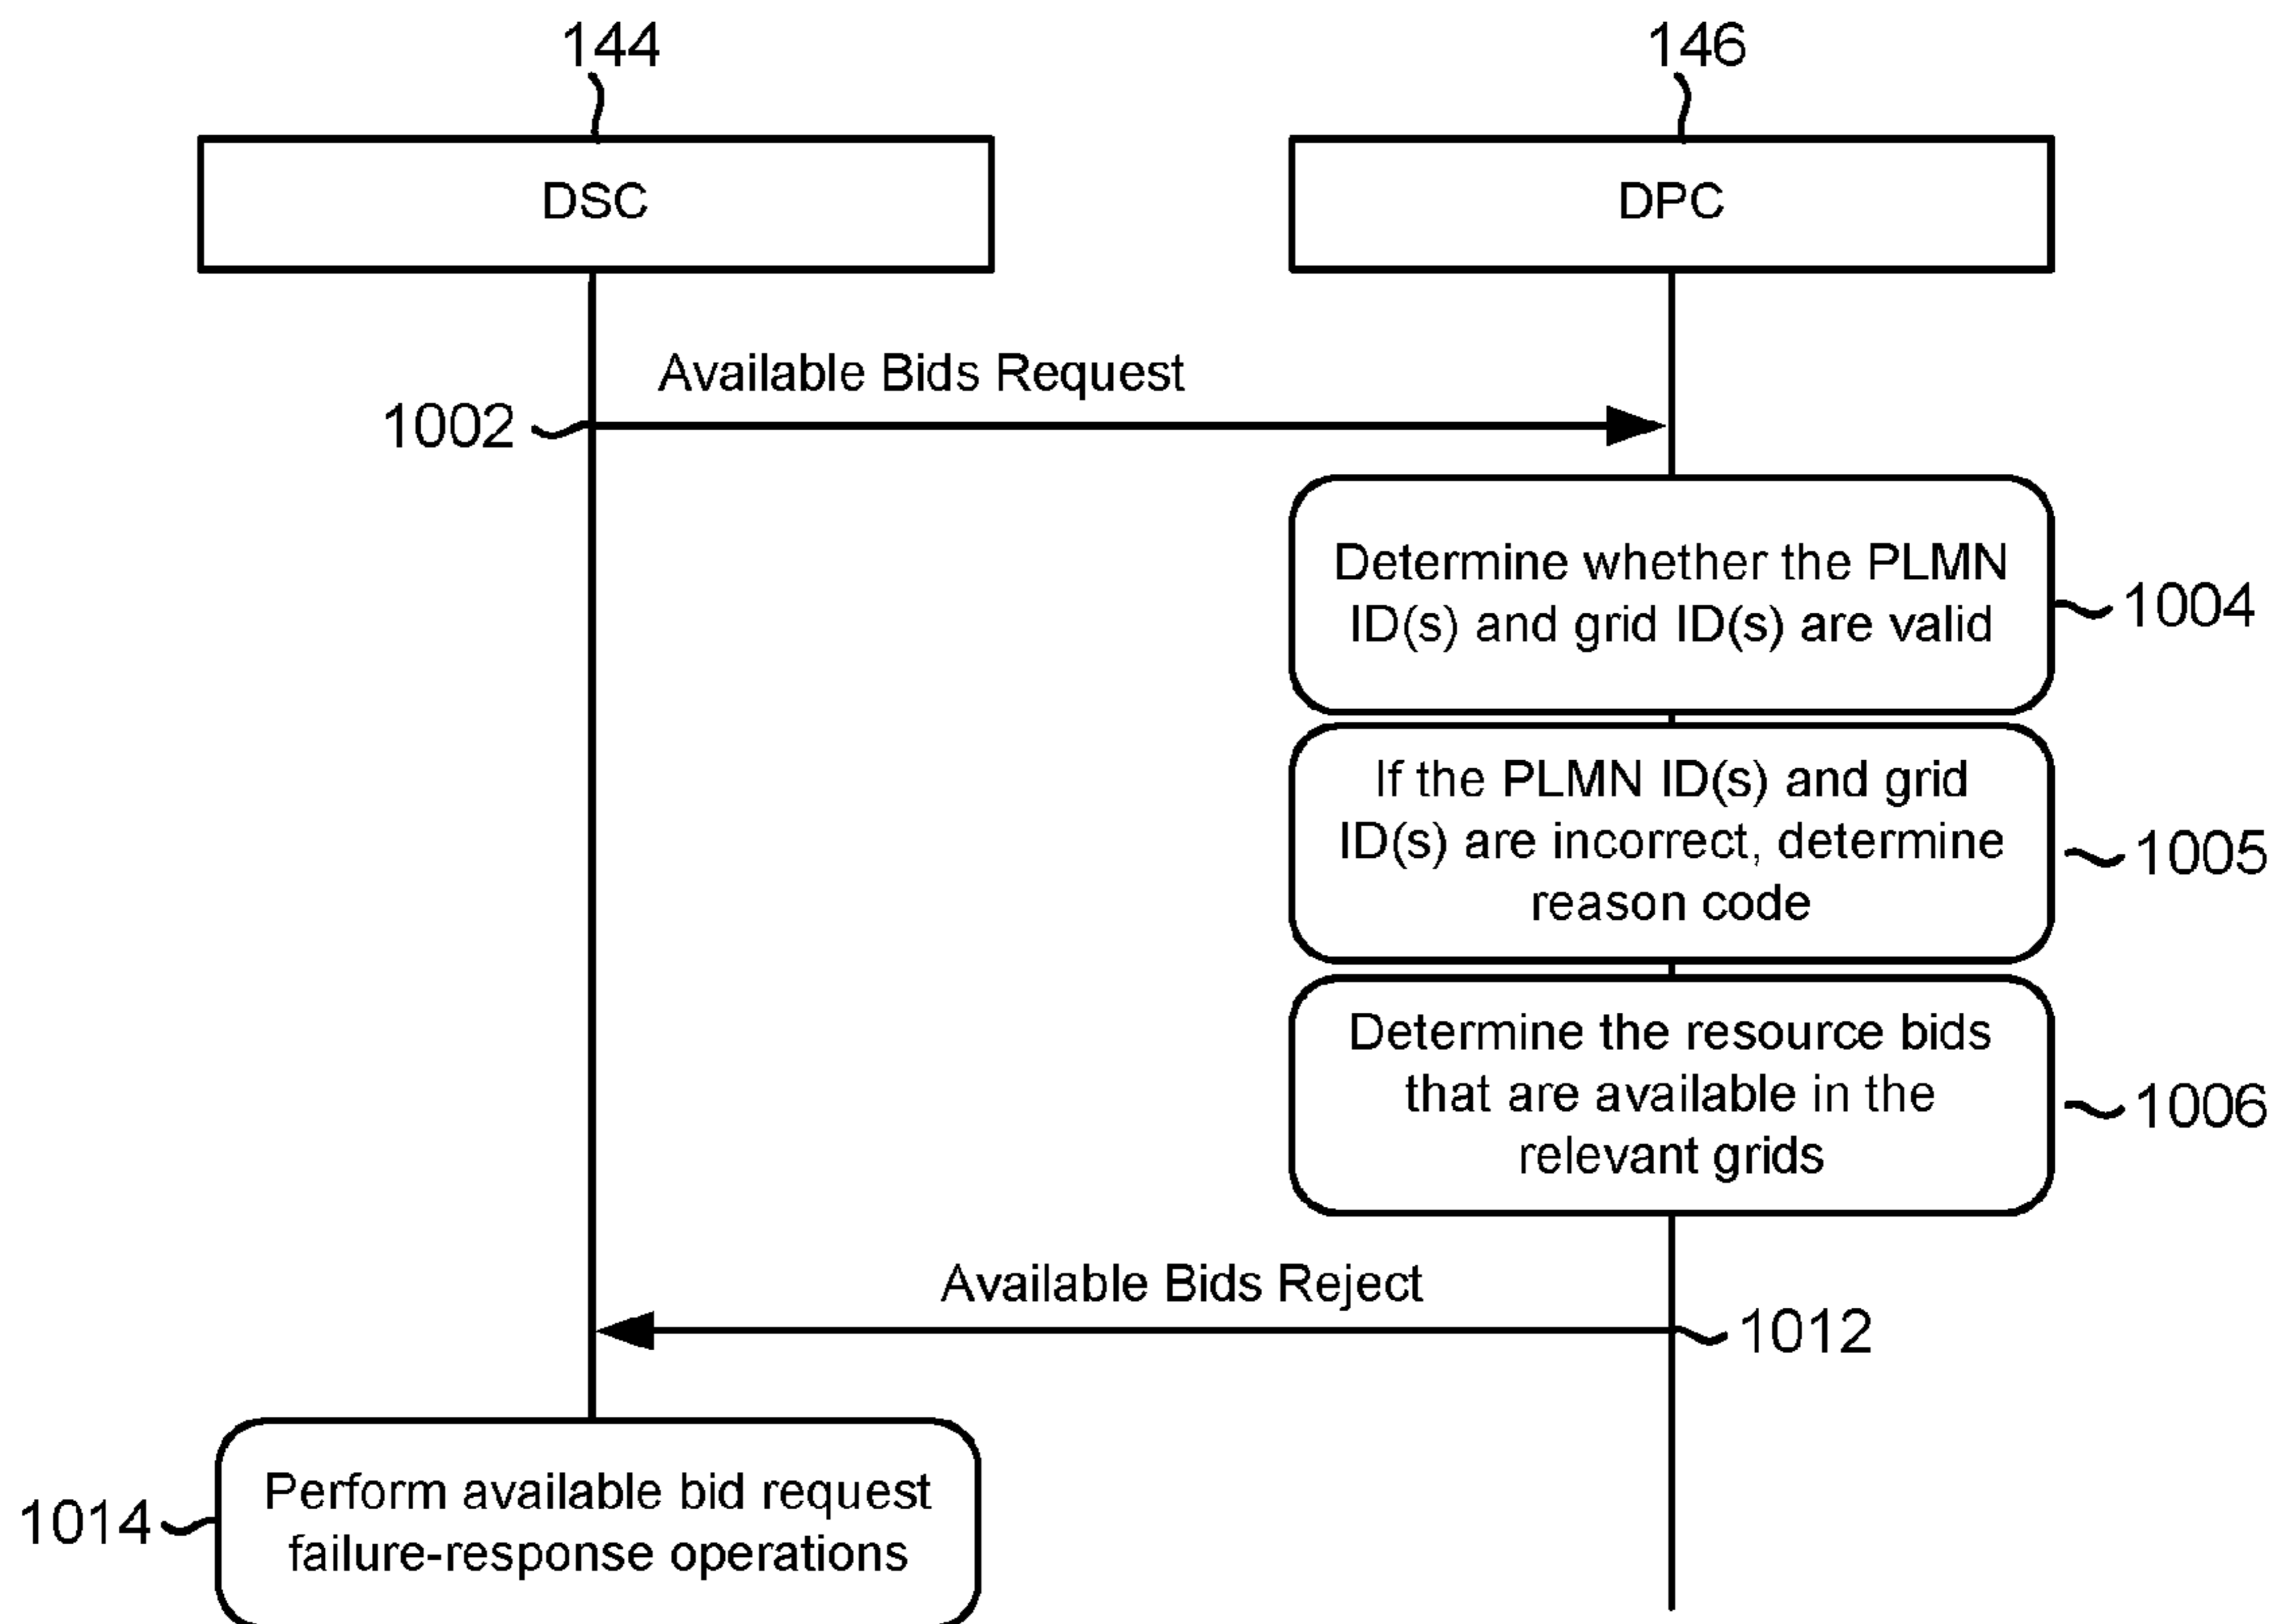 144
146
DSC
DPC
Available Bids Request
1002
Determine whether the PLMN
ID(s) and grid ID(s) are valid
1004
If the PLMN ID(s) and grid
ID(s) are incorrect, determine
reason code
1005
Determine the resource bids
that are available in the
relevant grids
1006
Available Bids Reject
1012
Perform available bid request
failure-response operations
1014